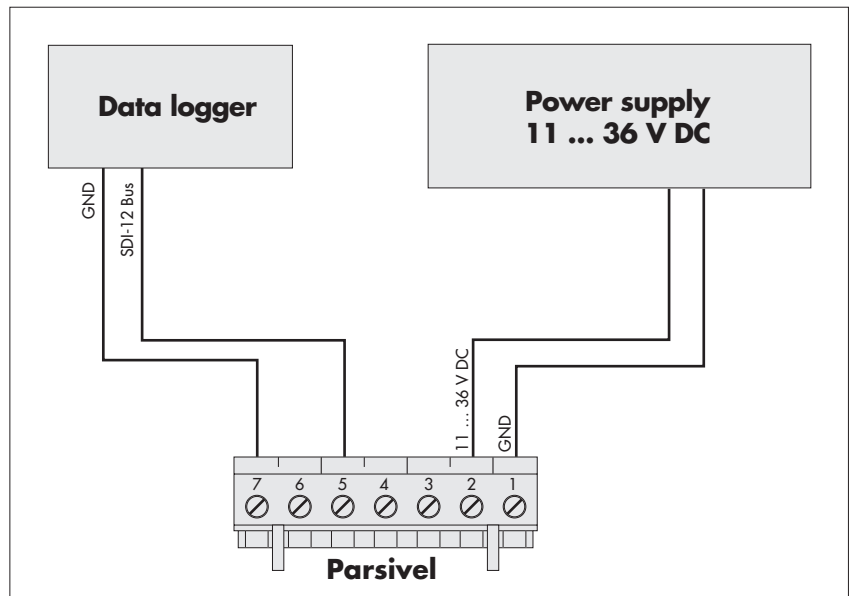 Data logger
Power supply
11 ... 36 V DC
GND
SDI-12 Bus
11 ... 36 V DC
GND
7 6 5 4 3 2 1
Parsivel